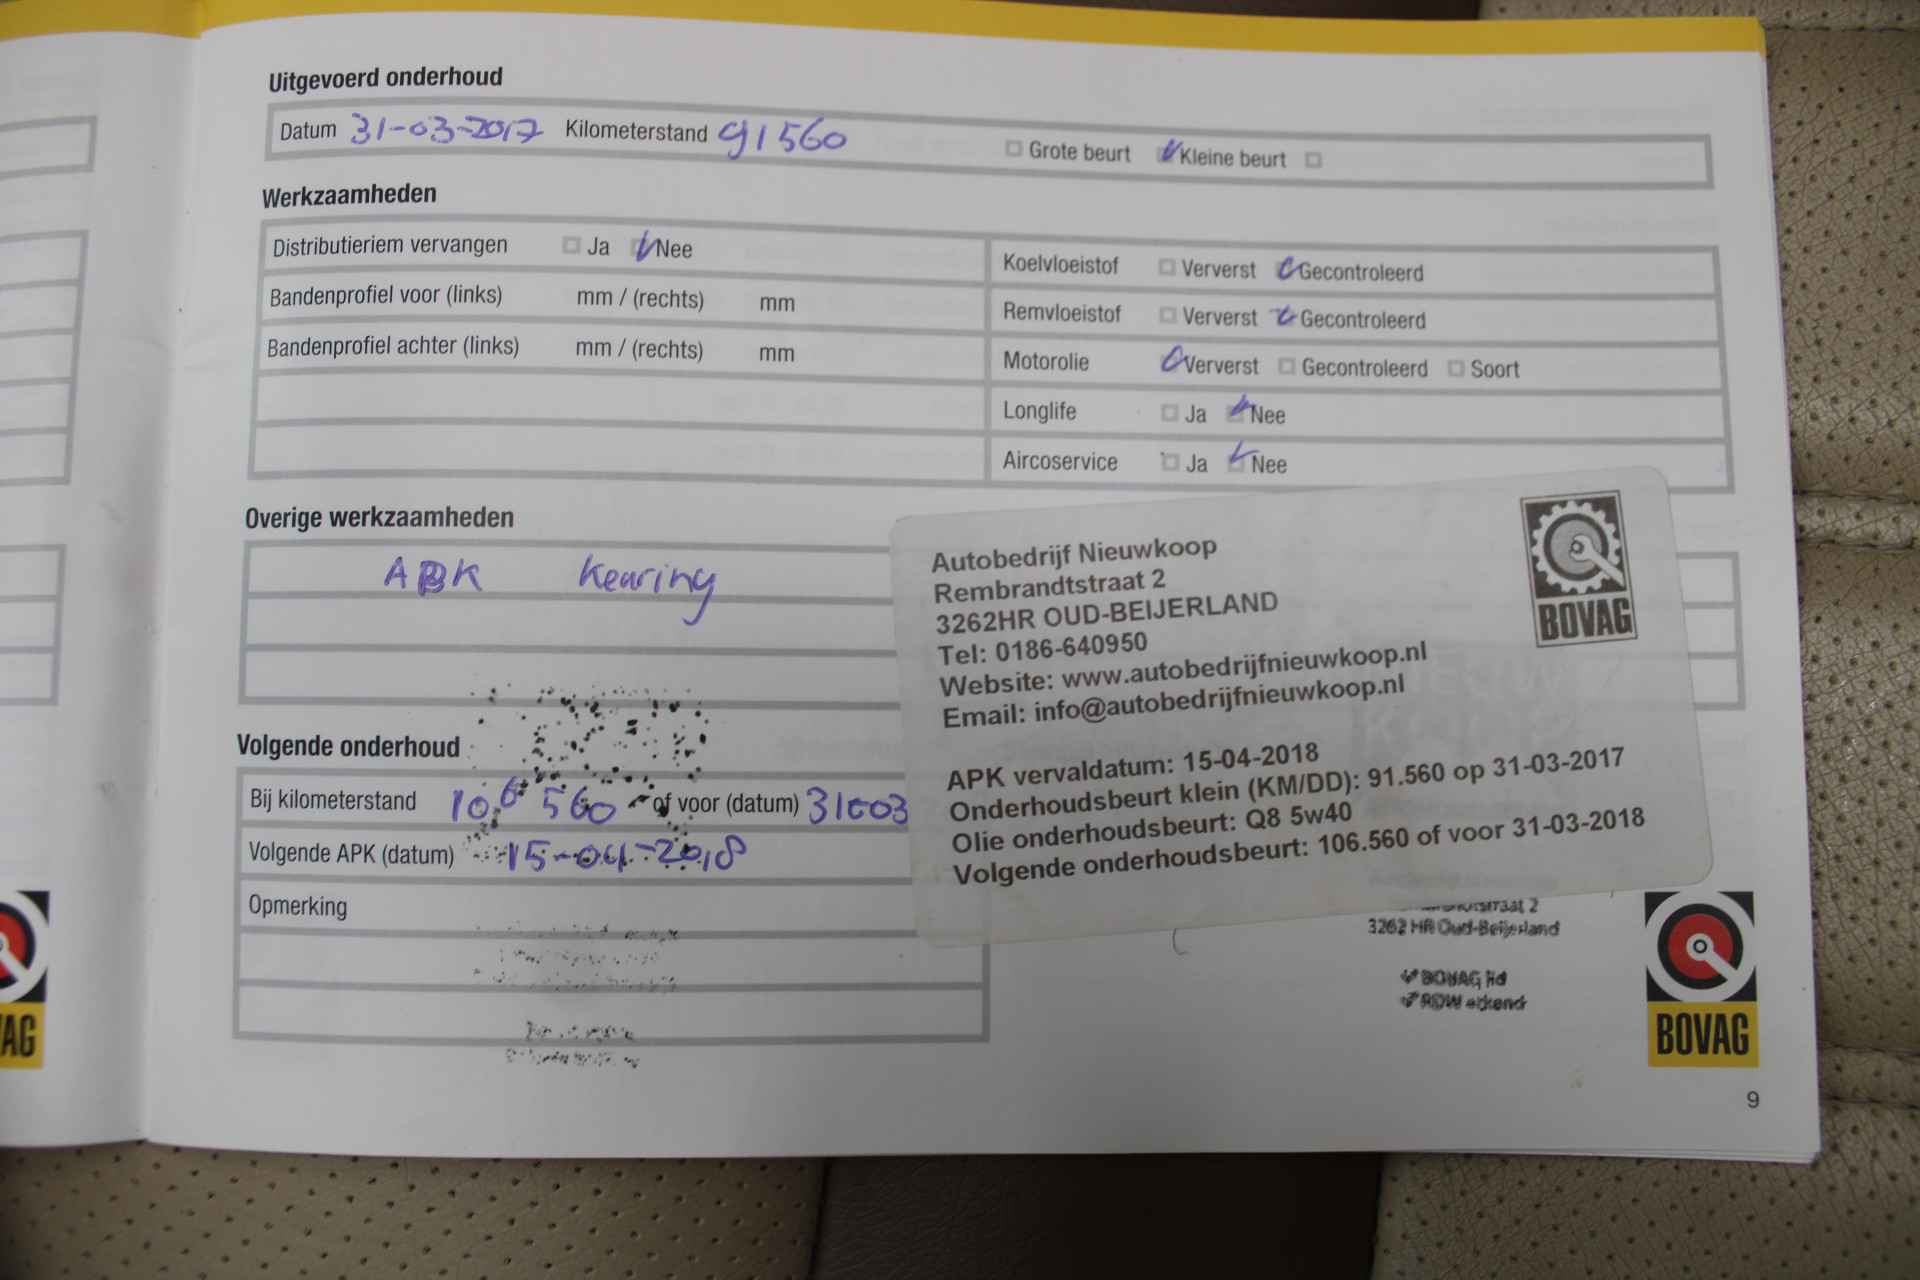 Uitgevoerd onderhoud
Datum 31-03-2017 Kilometerstand 91560 Grote beurt Kleine beurt
Werkzaamheden
Distributieriem vervangen Ja Nee
Bandenprofiel voor (links) mm / (rechts) mm
Bandenprofiel achter (links) mm / (rechts) mm
Koelvloeistof Ververst Gecontroleerd
Remvloeistof Ververst Gecontroleerd
Motorolie Ververst Gecontroleerd Soort
Longlife Ja Nee
Aircoservice Ja Nee
Overige werkzaamheden
APK Kearing
Volgende onderhoud
Bij kilometerstand 106 560 of voor (datum)
Volgende APK (datum) 15-04-2018
Opmerking
Autobedrijf Nieuwkoop
Rembrandtstraat 2
3262HR OUD-BEIJERLAND
Tel: 0186-640950
Website: www.autobedrijfnieuwkoop.nl
Email: info@autobedrijfnieuwkoop.nl
APK vervaldatum: 15-04-2018
Onderhoudsbeurt klein (KM/DD): 91.560 op 31-03-2017
Olie onderhoudsbeurt: Q8 5w40
Volgende onderhoudsbeurt: 106.560 of voor 31-03-2018
BOVAG
3262 HR Oud-Beijerland
BOVAG lid
RDW erkend
BOVAG
AG
9